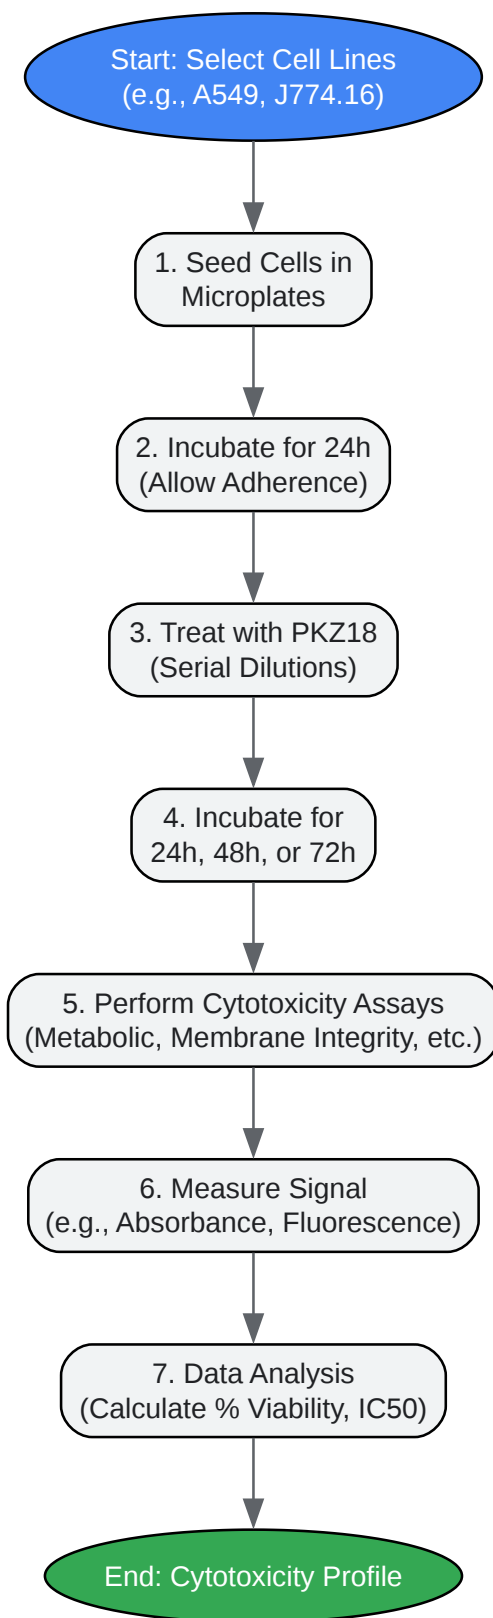 Start: Select Cell Lines
(e.g., A549, J774.16)
1. Seed Cells in
Microplates
2. Incubate for 24h
(Allow Adherence)
3. Treat with PKZ18
(Serial Dilutions)
4. Incubate for
24h, 48h, or 72h
5. Perform Cytotoxicity Assays
(Metabolic, Membrane Integrity, etc.)
6. Measure Signal
(e.g., Absorbance, Fluorescence)
7. Data Analysis
(Calculate % Viability, IC50)
End: Cytotoxicity Profile